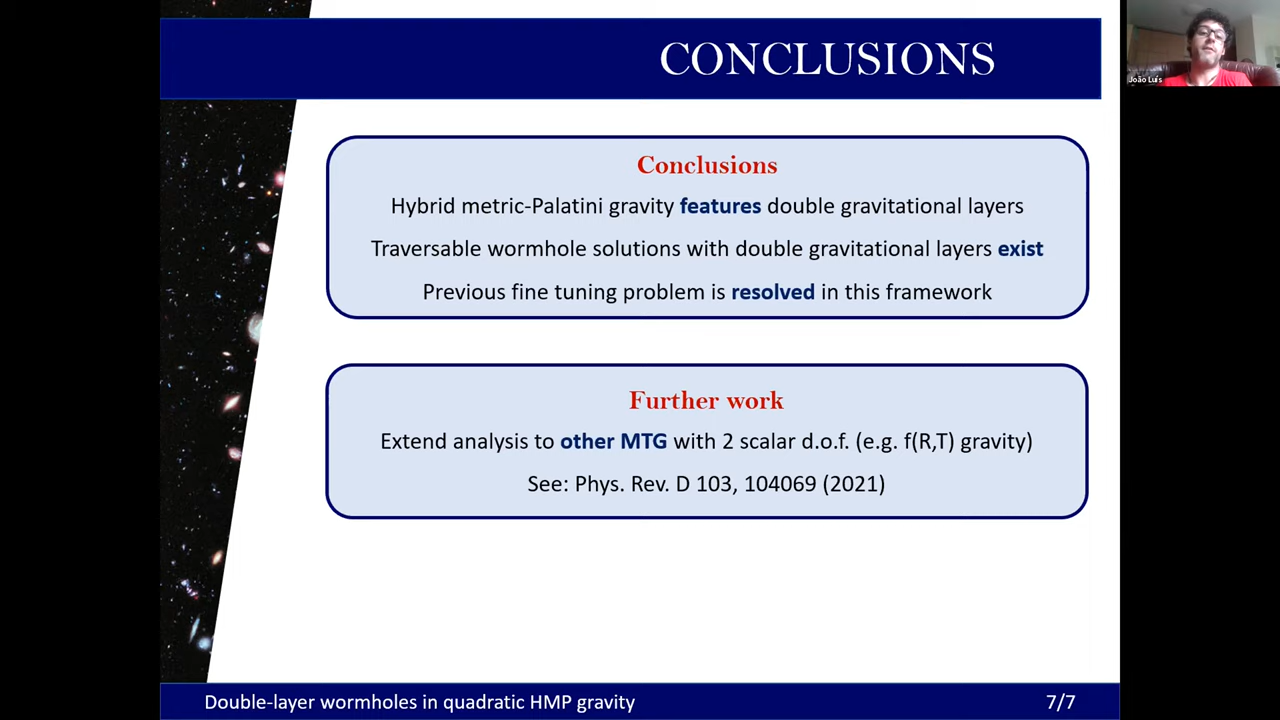 CONCLUSIONS
João Luís
Conclusions
Hybrid metric-Palatini gravity features double gravitational layers
Traversable wormhole solutions with double gravitational layers exist
Previous fine tuning problem is resolved in this framework
Further work
Extend analysis to other MTG with 2 scalar d.o.f. (e.g. f(R,T) gravity)
See: Phys. Rev. D 103, 104069 (2021)
Double-layer wormholes in quadratic HMP gravity
7/7